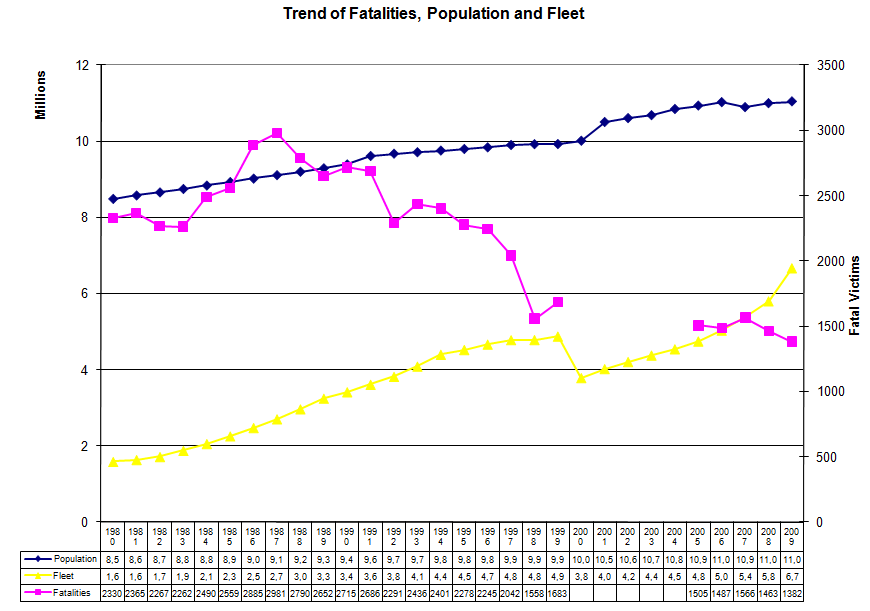 Trend of Fatalities, Population and Fleet
Millions
12
10
8
6
4
2
0
3500
3000
2500
2000
1500
1000
500
0
Fatal Victims
1980 1981 1982 1983 1984 1985 1986 1987 1988 1989 1990 1991 1992 1993 1994 1995 1996 1997 1998 1999 2000 2001 2002 2003 2004 2005 2006 2007 2008 2009
Population 8,5 8,6 8,7 8,8 8,8 8,9 9,0 9,1 9,2 9,3 9,4 9,6 9,7 9,7 9,8 9,8 9,8 9,9 9,9 9,9 10,0 10,5 10,6 10,7 10,8 10,9 11,0 10,9 11,0 11,0
Fleet 1,6 1,6 1,7 1,9 2,1 2,3 2,5 2,7 3,0 3,3 3,4 3,6 3,8 4,1 4,4 4,5 4,7 4,8 4,8 4,9 3,8 4,0 4,2 4,4 4,5 4,7 5,0 5,4 5,8 6,7
Fatalities 2330 2365 2267 2262 2490 2559 2885 2981 2790 2652 2715 2686 2291 2436 2401 2278 2245 2042 1558 1683 1505 1487 1566 1463 1382